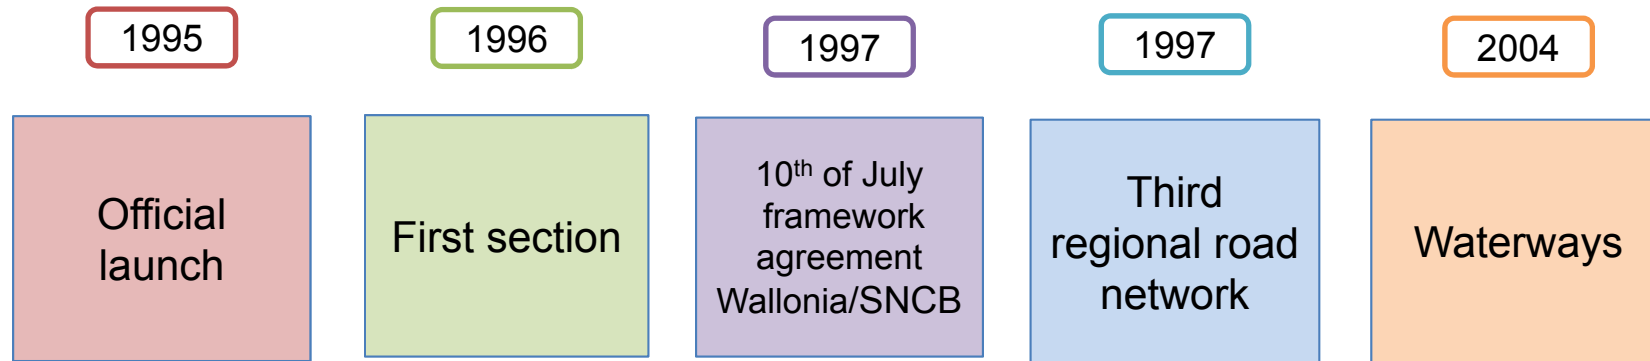 1995
1996
1997
1997
2004
Official
launch
First section
10th of July
framework
agreement
Wallonia/SNCB
Third
regional road
network
Waterways